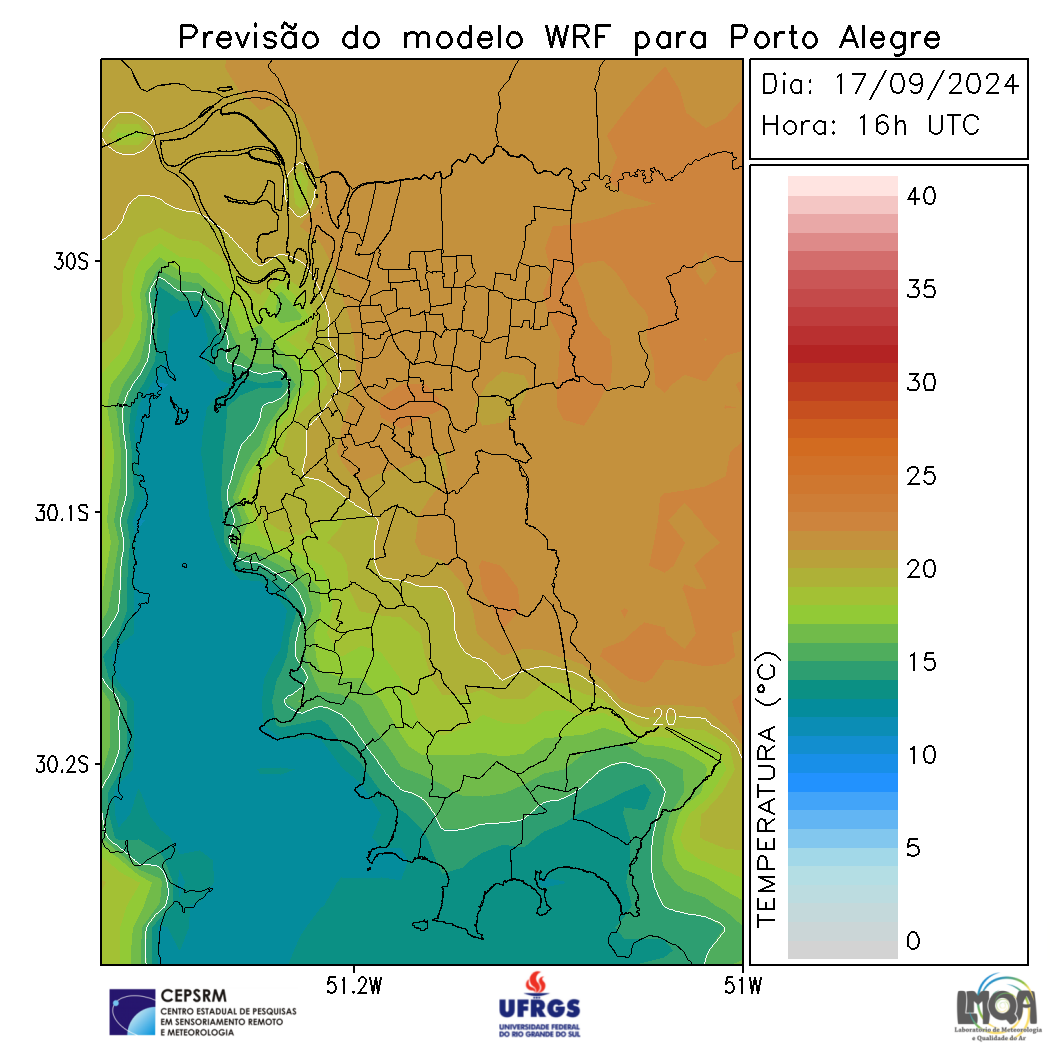 Previsão do modelo WRF para Porto Alegre
Dia: 17/09/2024
Hora: 16h UTC
40
35
30
25
20
15
10
5
0
TEMPERATURA (°C)
30S
30.1S
30.2S
20
51.2W
51W
CEPSRM
CENTRO ESTADUAL DE PESQUISAS
EM SENSORIAMENTO REMOTO
E METEOROLOGIA
UFRGS
UNIVERSIDADE FEDERAL
DO RIO GRANDE DO SUL
LMQA
Laboratório de Meteorologia
e Qualidade do Ar